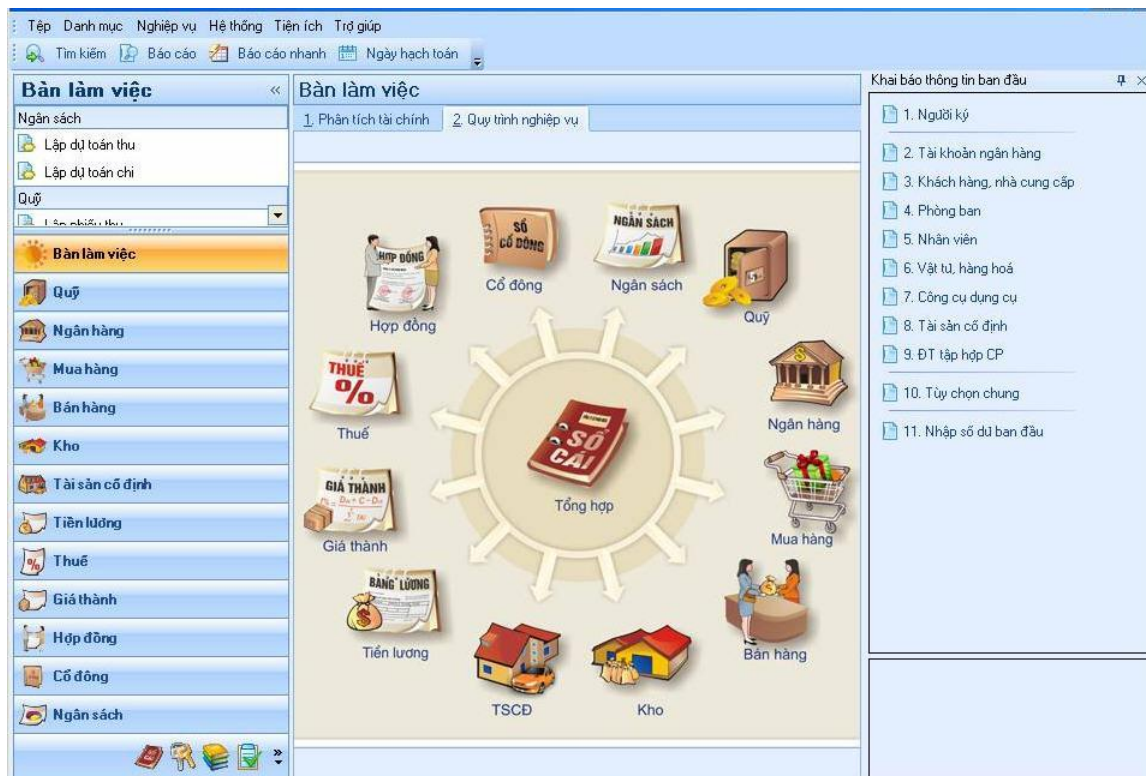 Tệp Danh mục Nghiệp vụ Hệ thống Tiện ích Trợ giúp
Tìm kiếm Báo cáo Báo cáo nhanh Ngày hạch toán
Bàn làm việc
Ngân sách
Lập dự toán thu
Lập dự toán chi
Quỹ
Lập phiếu thu
Bàn làm việc
Quỹ
Ngân hàng
Mua hàng
Bán hàng
Kho
Tài sản cố định
Tiền lương
Thuế
Giá thành
Hợp đồng
Cổ đông
Ngân sách
Bàn làm việc
1. Phân tích tài chính 2. Quy trình nghiệp vụ
HỢP ĐỒNG
Hợp đồng
SỔ CỔ ĐÔNG
Cổ đông
NGÂN SÁCH
Ngân sách
Quỹ
THUẾ %
Thuế
Ngân hàng
SỔ CÁI
Tổng hợp
GIÁ THÀNH
Giá thành
Mua hàng
BẢNG LƯƠNG
Tiền lương
Bán hàng
TSCĐ
Kho
Khai báo thông tin ban đầu
1. Người ký
2. Tài khoản ngân hàng
3. Khách hàng, nhà cung cấp
4. Phòng ban
5. Nhân viên
6. Vật tư, hàng hoá
7. Công cụ dụng cụ
8. Tài sản cố định
9. ĐT tập hợp CP
10. Tùy chọn chung
11. Nhập số dư ban đầu